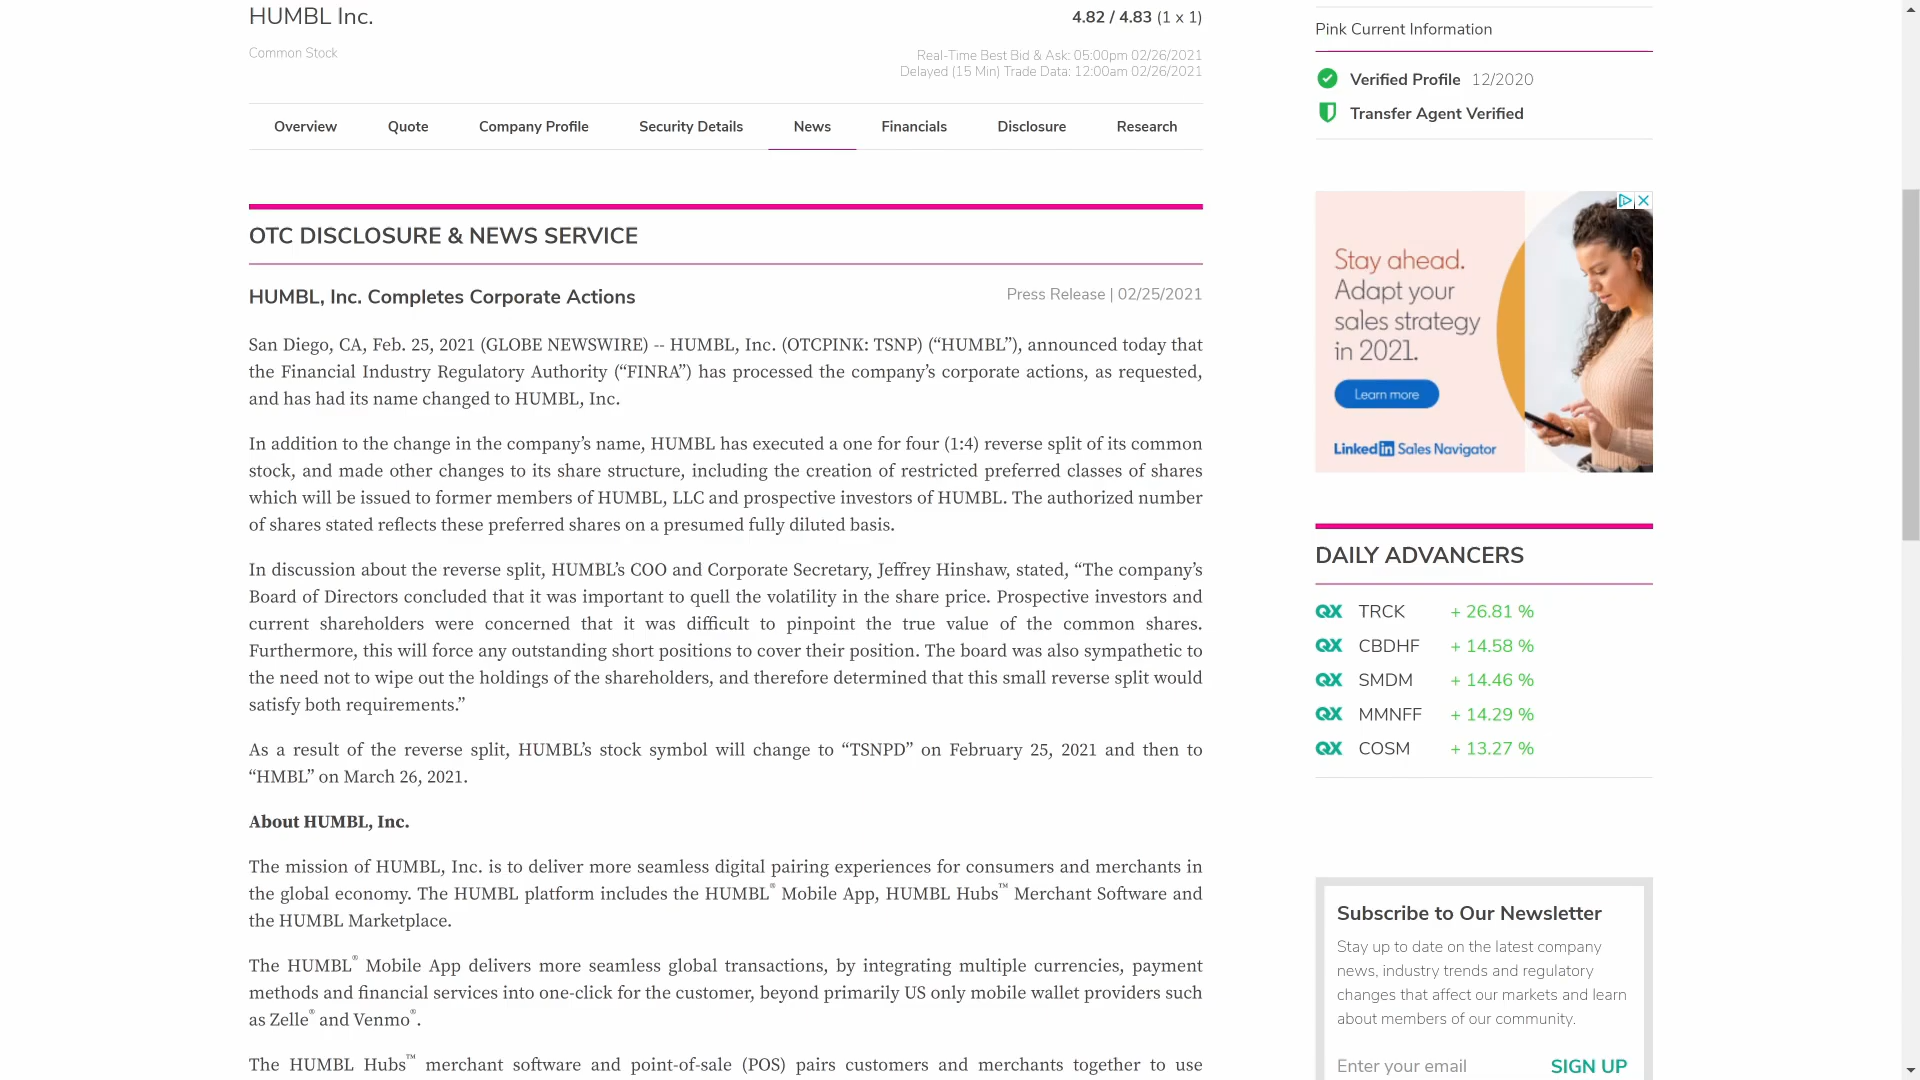 HUMBL Inc.
4.82 / 4.83 (1 x 1)
Common Stock
Real-Time Best Bid & Ask: 05:00pm 02/26/2021
Delayed (15 Min) Trade Data: 12:00am 02/26/2021
Overview Quote Company Profile Security Details News Financials Disclosure Research
OTC DISCLOSURE & NEWS SERVICE
HUMBL, Inc. Completes Corporate Actions
Press Release | 02/25/2021
San Diego, CA, Feb. 25, 2021 (GLOBE NEWSWIRE) -- HUMBL, Inc. (OTCPINK: TSNP) (“HUMBL”), announced today that
the Financial Industry Regulatory Authority (“FINRA”) has processed the company’s corporate actions, as requested,
and has had its name changed to HUMBL, Inc.
In addition to the change in the company’s name, HUMBL has executed a one for four (1:4) reverse split of its common
stock, and made other changes to its share structure, including the creation of restricted preferred classes of shares
which will be issued to former members of HUMBL, LLC and prospective investors of HUMBL. The authorized number
of shares stated reflects these preferred shares on a presumed fully diluted basis.
In discussion about the reverse split, HUMBL’s COO and Corporate Secretary, Jeffrey Hinshaw, stated, “The company’s
Board of Directors concluded that it was important to quell the volatility in the share price. Prospective investors and
current shareholders were concerned that it was difficult to pinpoint the true value of the common shares.
Furthermore, this will force any outstanding short positions to cover their position. The board was also sympathetic to
the need not to wipe out the holdings of the shareholders, and therefore determined that this small reverse split would
satisfy both requirements.”
As a result of the reverse split, HUMBL’s stock symbol will change to “TSNPD” on February 25, 2021 and then to
“HMBL” on March 26, 2021.
About HUMBL, Inc.
The mission of HUMBL, Inc. is to deliver more seamless digital pairing experiences for consumers and merchants in
the global economy. The HUMBL platform includes the HUMBL® Mobile App, HUMBL Hubs™ Merchant Software and
the HUMBL Marketplace.
The HUMBL® Mobile App delivers more seamless global transactions, by integrating multiple currencies, payment
methods and financial services into one-click for the customer, beyond primarily US only mobile wallet providers such
as Zelle® and Venmo®.
The HUMBL Hubs™ merchant software and point-of-sale (POS) pairs customers and merchants together to use
Pink Current Information
Verified Profile 12/2020
Transfer Agent Verified
Stay ahead.
Adapt your
sales strategy
in 2021.
Learn more
Linked in Sales Navigator
DAILY ADVANCERS
QX TRCK + 26.81 %
QX CBDHF + 14.58 %
QX SMDM + 14.46 %
QX MMNFF + 14.29 %
QX COSM + 13.27 %
Subscribe to Our Newsletter
Stay up to date on the latest company
news, industry trends and regulatory
changes that affect our markets and learn
about members of our community.
Enter your email SIGN UP